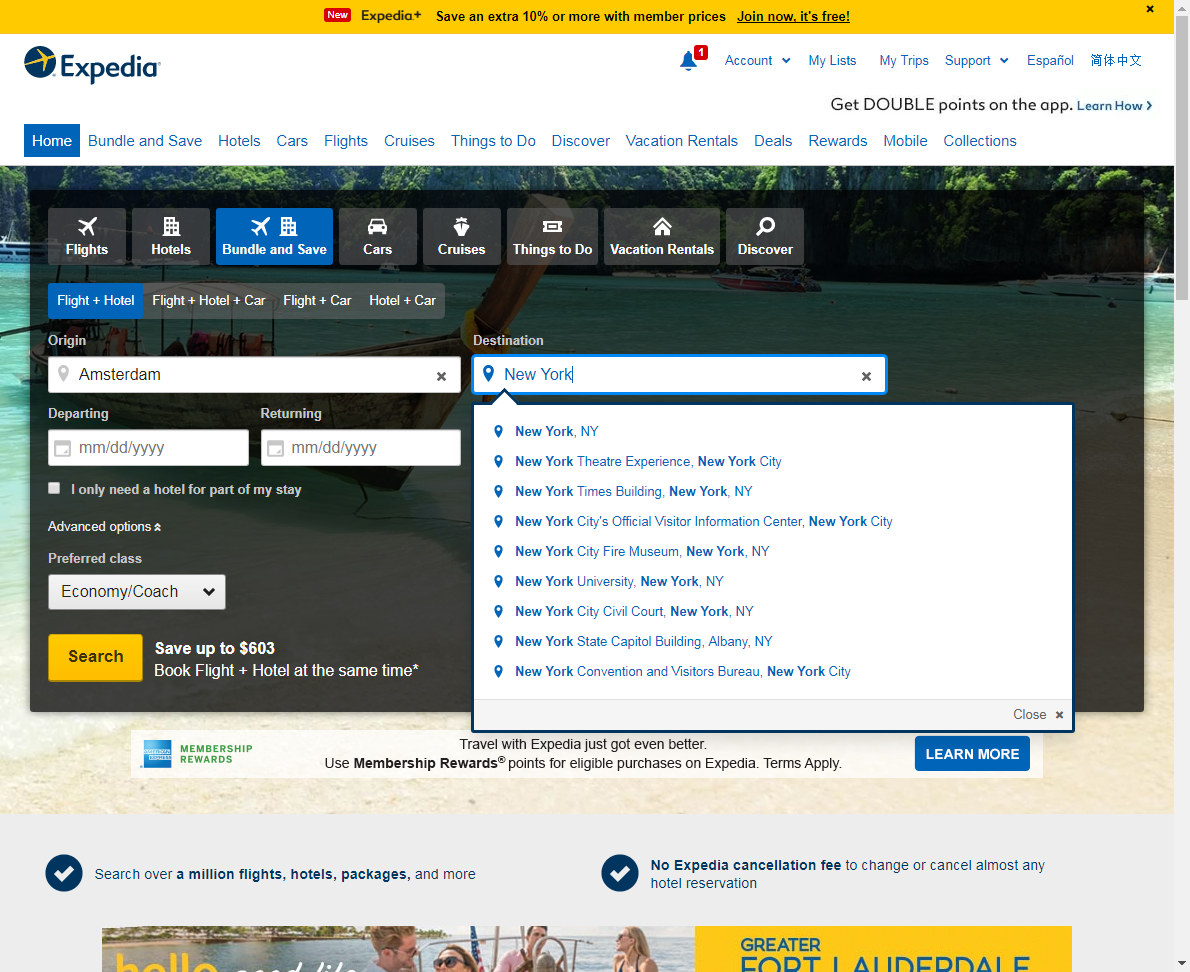 New Expedia+ Save an extra 10% or more with member prices Join now, it's free!
Expedia
1
Account My Lists My Trips Support Español 简体中文
Get DOUBLE points on the app. Learn How
Home Bundle and Save Hotels Cars Flights Cruises Things to Do Discover Vacation Rentals Deals Rewards Mobile Collections
Flights Hotels Bundle and Save Cars Cruises Things to Do Vacation Rentals Discover
Flight + Hotel Flight + Hotel + Car Flight + Car Hotel + Car
Origin Destination
Amsterdam New York
Departing Returning
mm/dd/yyyy mm/dd/yyyy
I only need a hotel for part of my stay
Advanced options
Preferred class
Economy/Coach
Search
Save up to $603
Book Flight + Hotel at the same time*
New York, NY
New York Theatre Experience, New York City
New York Times Building, New York, NY
New York City's Official Visitor Information Center, New York City
New York City Fire Museum, New York, NY
New York University, New York, NY
New York City Civil Court, New York, NY
New York State Capitol Building, Albany, NY
New York Convention and Visitors Bureau, New York City
Close
AMERICAN EXPRESS
MEMBERSHIP
REWARDS
Travel with Expedia just got even better.
Use Membership Rewards® points for eligible purchases on Expedia. Terms Apply.
LEARN MORE
Search over a million flights, hotels, packages, and more
No Expedia cancellation fee to change or cancel almost any
hotel reservation
hello good life
GREATER
FORT LAUDERDALE